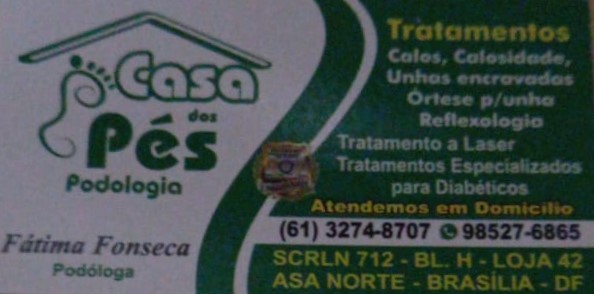 Casa
dos
Pés
Podologia
Fátima Fonseca
Podóloga
Tratamentos
Calos, Calosidade,
Unhas encravadas
Órtese p/unha
Reflexologia
Tratamento a Laser
Tratamentos Especializados
para Diabéticos
Atendemos em Domicílio
(61) 3274-8707 98527-6865
SCRLN 712 - BL. H - LOJA 42
ASA NORTE - BRASÍLIA - DF